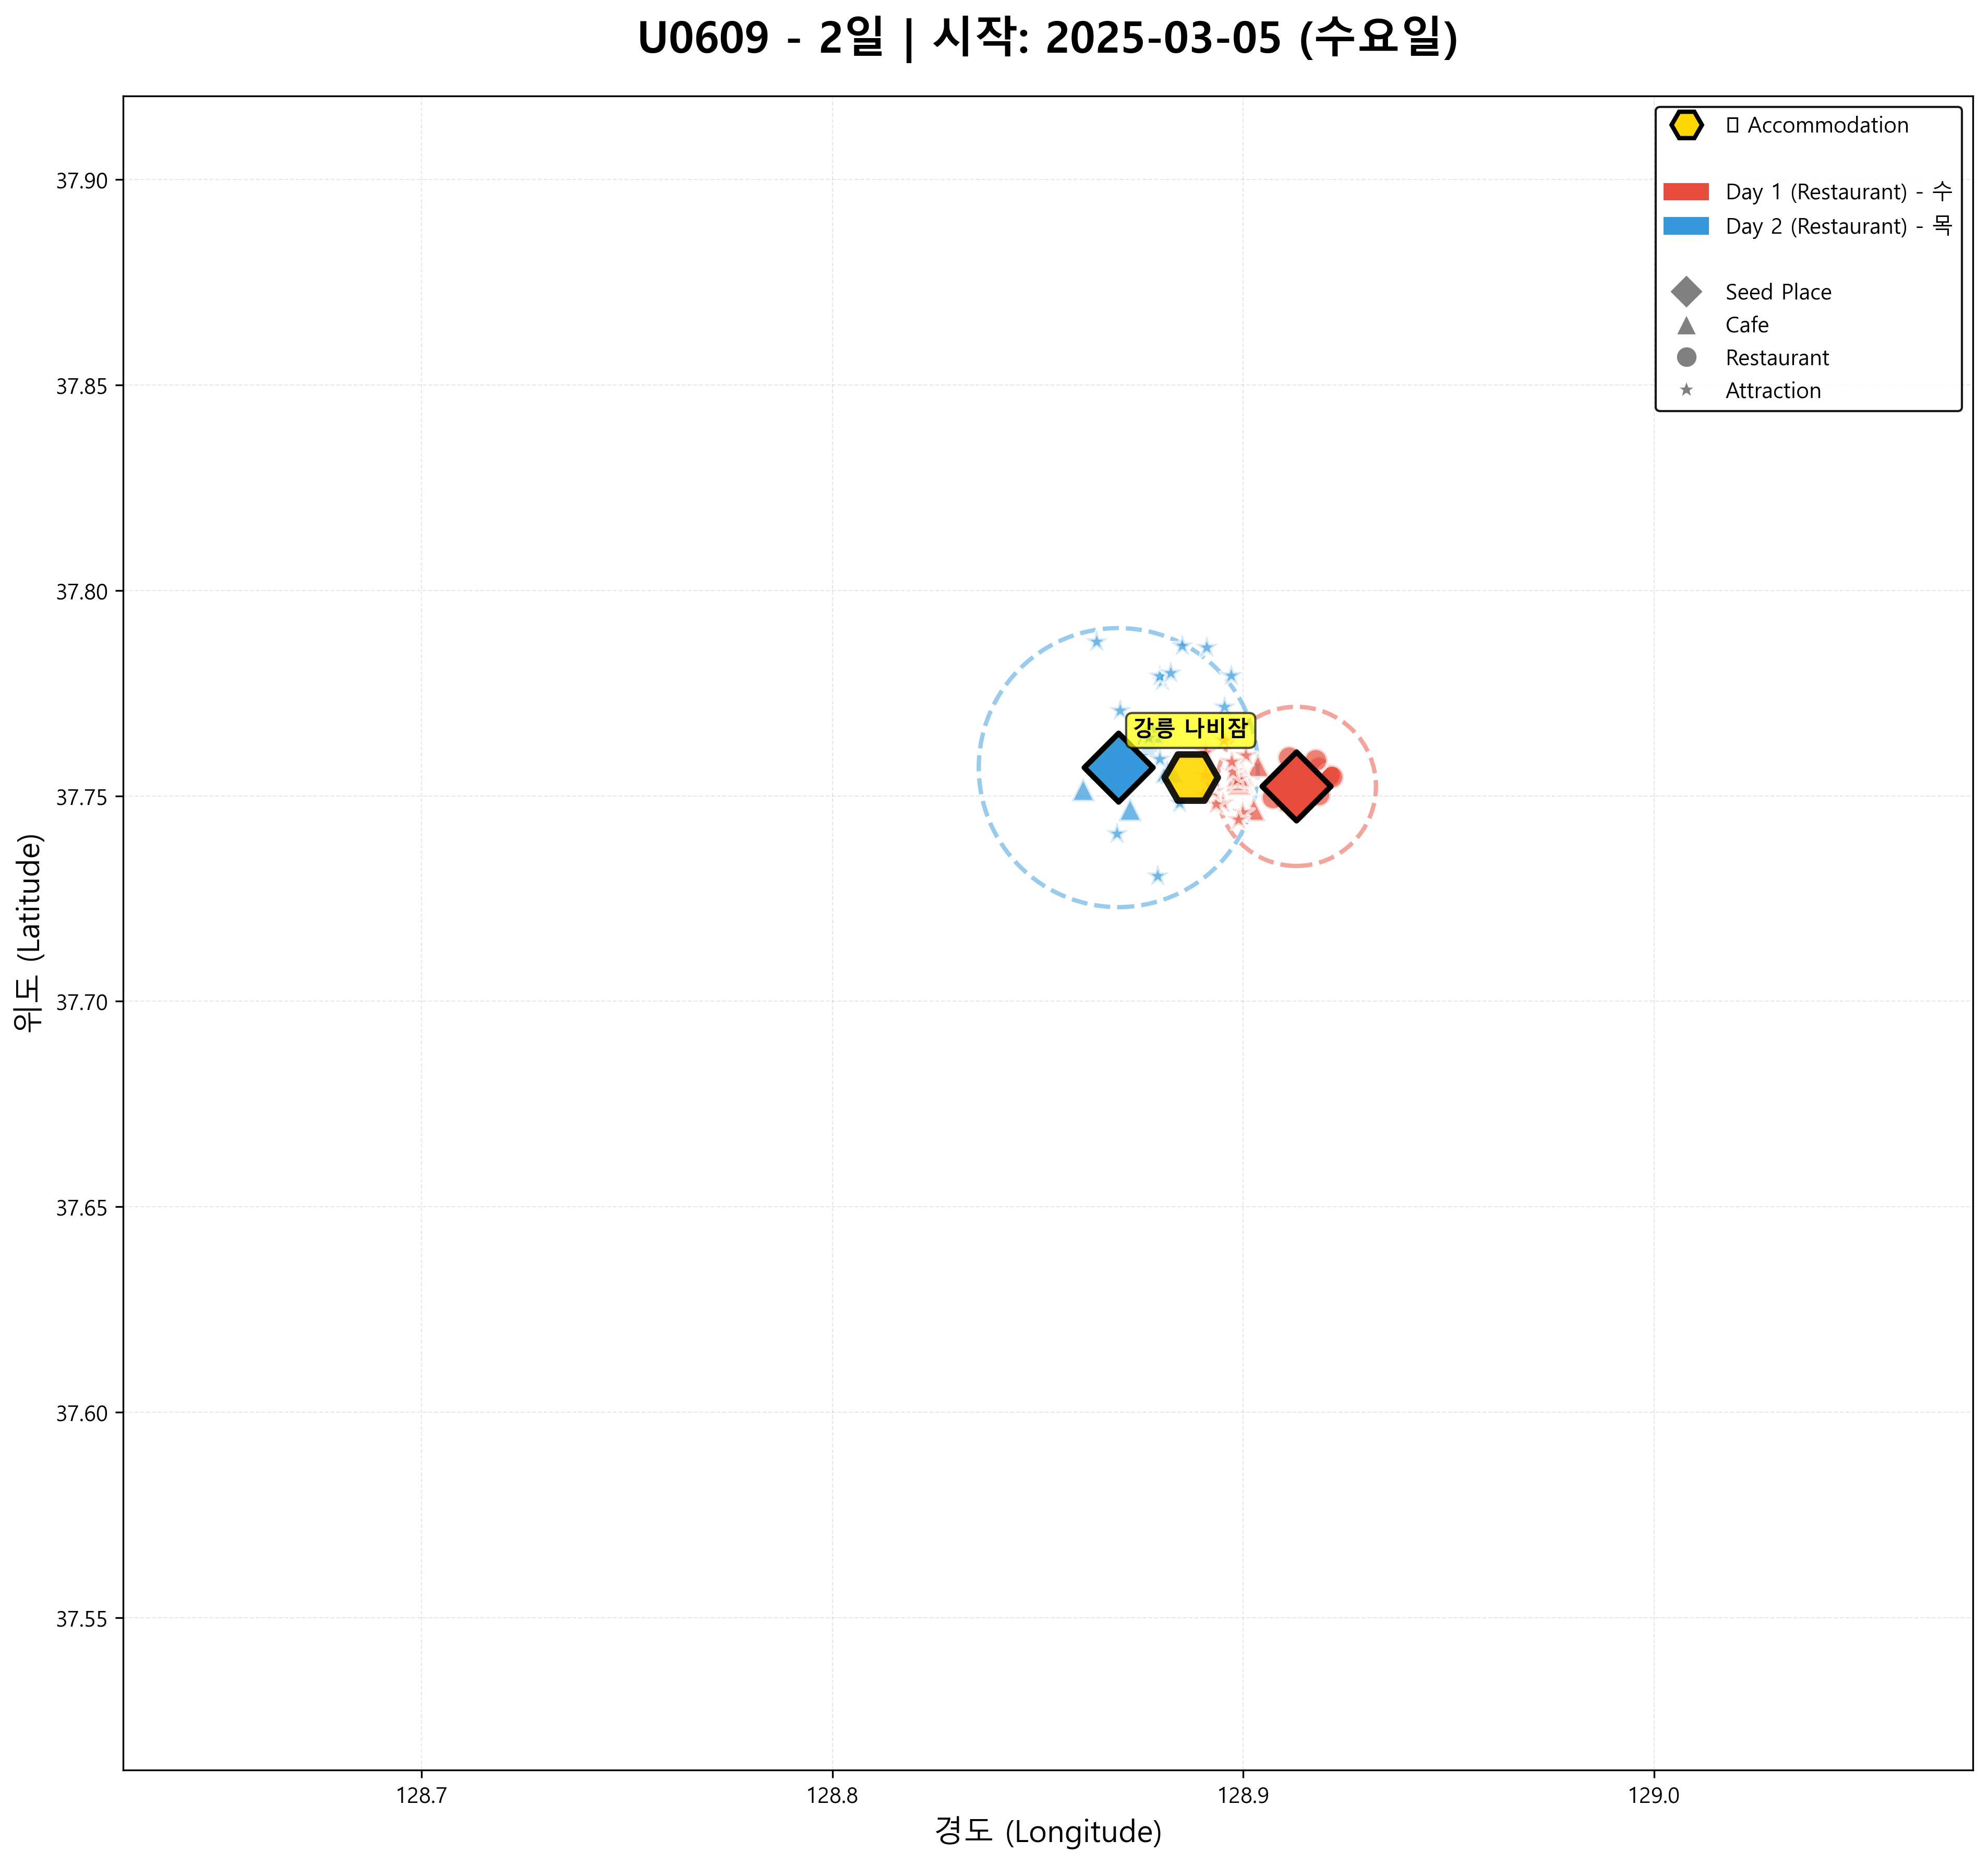 U0609 - 2일 | 시작: 2025-03-05 (수요일)
Accommodation
Day 1 (Restaurant) - 수
Day 2 (Restaurant) - 목
Seed Place
Cafe
Restaurant
Attraction
37.90
37.85
37.80
37.75
37.70
37.65
37.60
37.55
위도 (Latitude)
강릉 나비잠
128.7
128.8
128.9
129.0
경도 (Longitude)